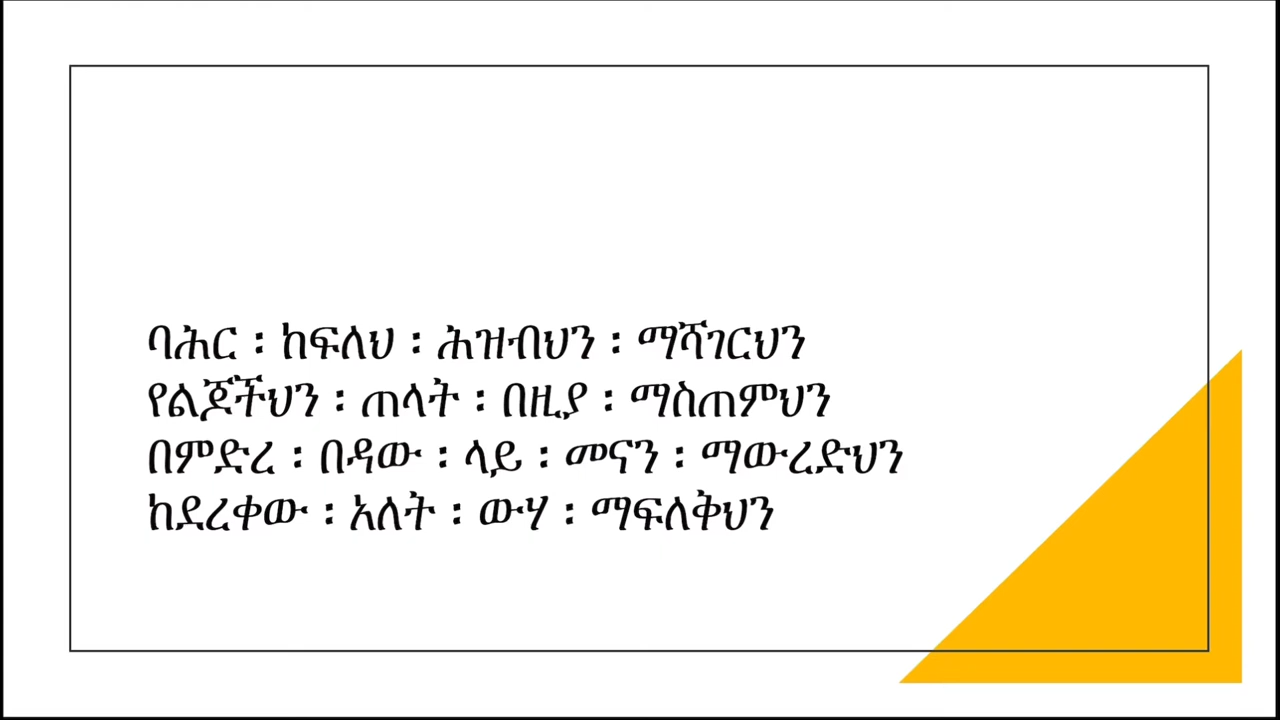 ባሕር ፡ ከፍለህ ፡ ሕዝብህን ፡ ማሻገርህን
የልጆችህን ፡ ጠላት ፡ በዚያ ፡ ማስጠምህን
በምድረ ፡ በዳው ፡ ላይ ፡ መናን ፡ ማውረድህን
ከደረቀው ፡ አለት ፡ ውሃ ፡ ማፍለቅህን